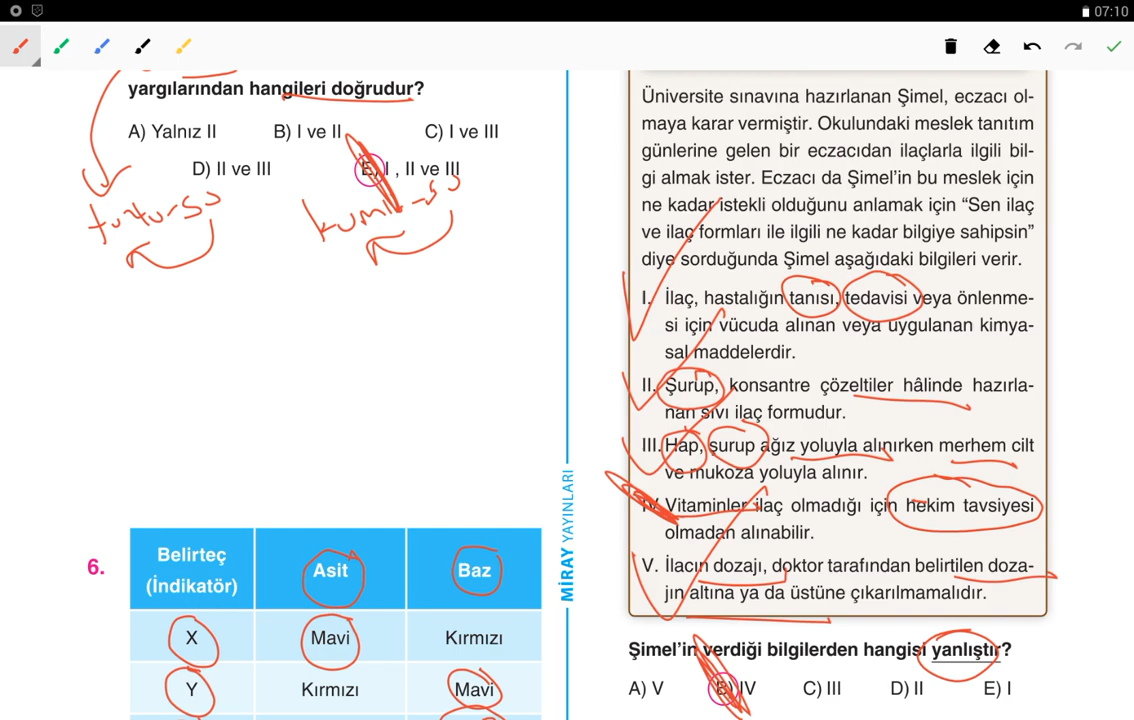 07:10
yargılarından hangileri doğrudur?
A) Yalnız II B) I ve II C) I ve III
D) II ve III E) I , II ve III
tuzlu-su
kumlu-su
6.
Belirteç (İndikatör) Asit Baz
X Mavi Kırmızı
Y Kırmızı Mavi
MİRAY YAYINLARI
Üniversite sınavına hazırlanan Şimel, eczacı ol-
maya karar vermiştir. Okulundaki meslek tanıtım
günlerine gelen bir eczacıdan ilaçlarla ilgili bil-
gi almak ister. Eczacı da Şimel'in bu meslek için
ne kadar istekli olduğunu anlamak için “Sen ilaç
ve ilaç formları ile ilgili ne kadar bilgiye sahipsin”
diye sorduğunda Şimel aşağıdaki bilgileri verir.
I. İlaç, hastalığın tanısı, tedavisi veya önlenme-
si için vücuda alınan veya uygulanan kimya-
sal maddelerdir.
II. Şurup, konsantre çözeltiler hâlinde hazırla-
nan sıvı ilaç formudur.
III. Hap, şurup ağız yoluyla alınırken merhem cilt
ve mukoza yoluyla alınır.
IV. Vitaminler ilaç olmadığı için hekim tavsiyesi
olmadan alınabilir.
V. İlacın dozajı, doktor tarafından belirtilen doza-
jın altına ya da üstüne çıkarılmamalıdır.
Şimel'in verdiği bilgilerden hangisi yanlıştır?
A) V B) IV C) III D) II E) I